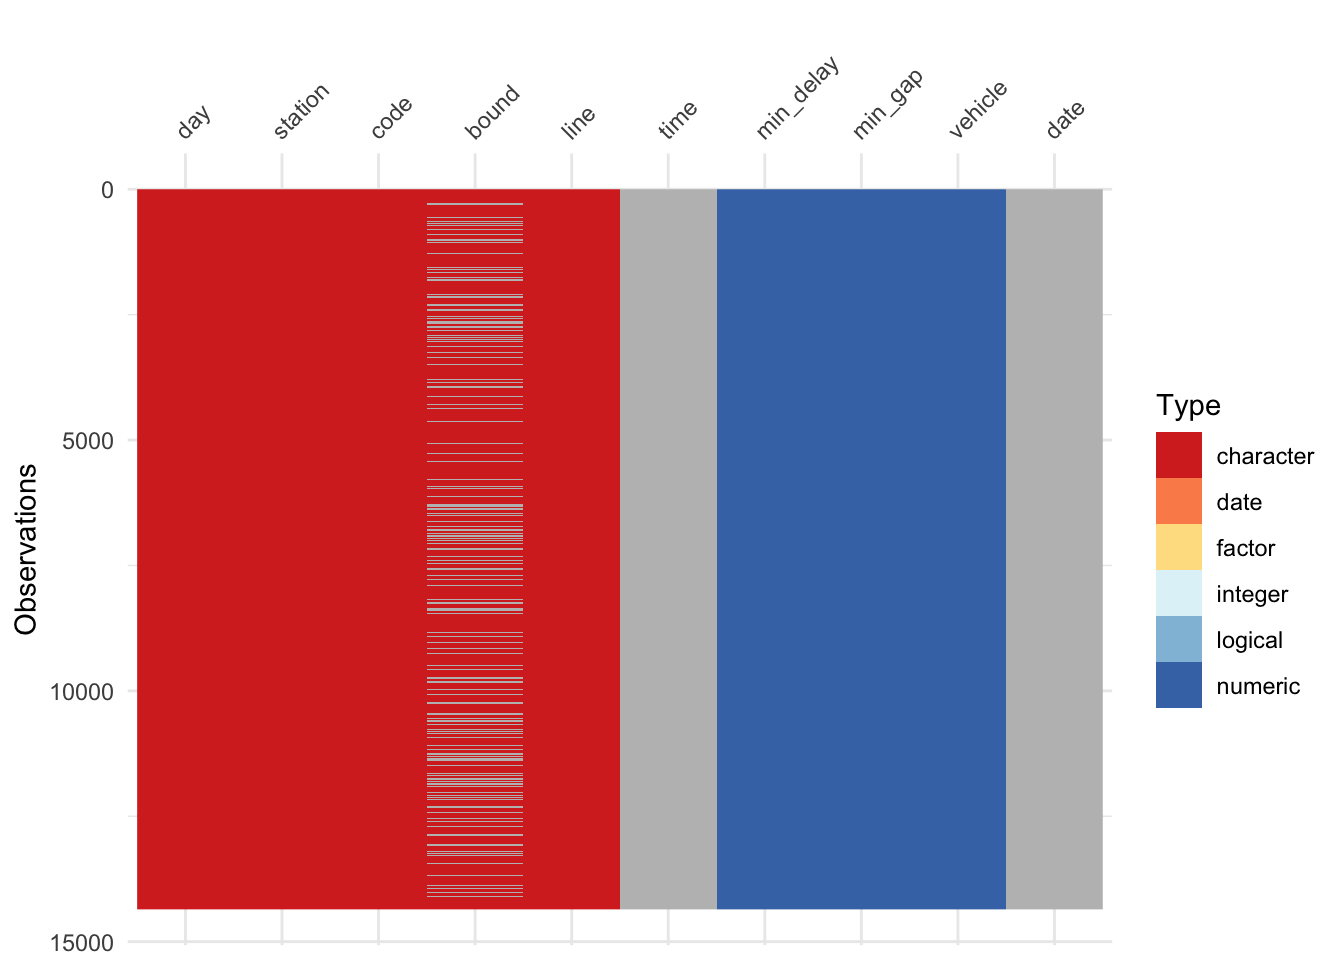 day
station
code
bound
line
time
min_delay
min_gap
vehicle
date
0
5000
10000
15000
Observations
Type
character
date
factor
integer
logical
numeric